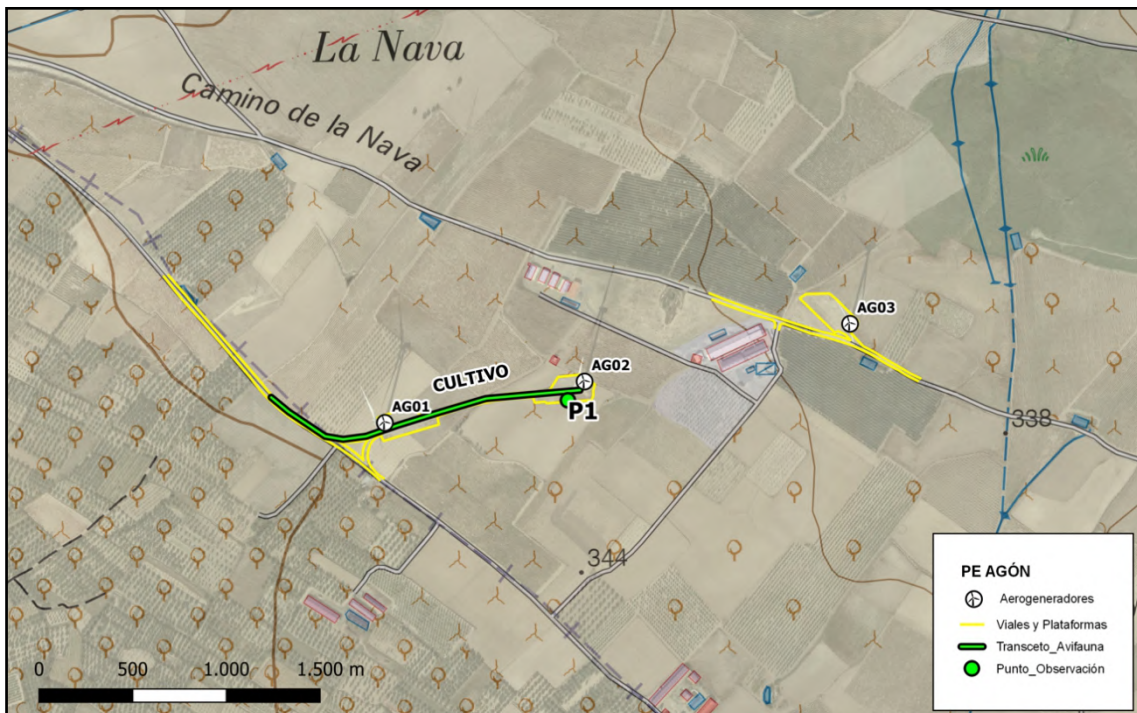 La Nava
Camino de la Nava
AG03
AG02
CULTIVO
P1
AG01
338
344
PE AGÓN
Aerogeneradores
Viales y Plataformas
Transceto_Avifauna
Punto_Observación
0 500 1.000 1.500 m